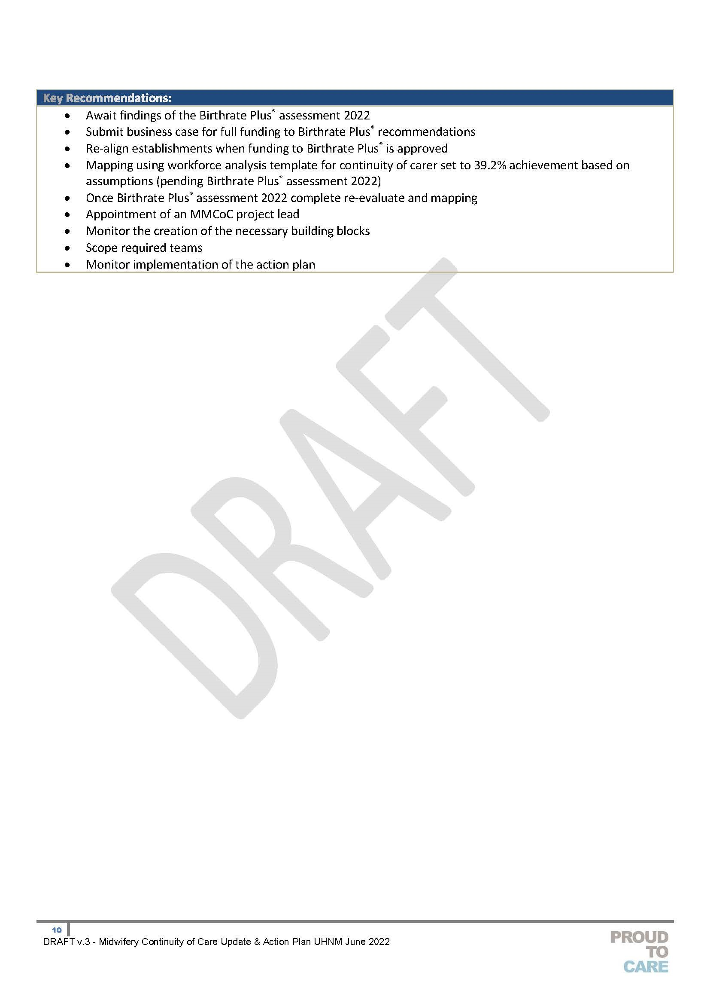 Key Recommendations:
• Await findings of the Birthrate Plus® assessment 2022
• Submit business case for full funding to Birthrate Plus® recommendations
• Re-align establishments when funding to Birthrate Plus® is approved
• Mapping using workforce analysis template for continuity of carer set to 39.2% achievement based on
assumptions (pending Birthrate Plus® assessment 2022)
• Once Birthrate Plus® assessment 2022 complete re-evaluate and mapping
• Appointment of an MMCoC project lead
• Monitor the creation of the necessary building blocks
• Scope required teams
• Monitor implementation of the action plan
DRAFT
10
DRAFT v.3 - Midwifery Continuity of Care Update & Action Plan UHNM June 2022
PROUD
TO
CARE